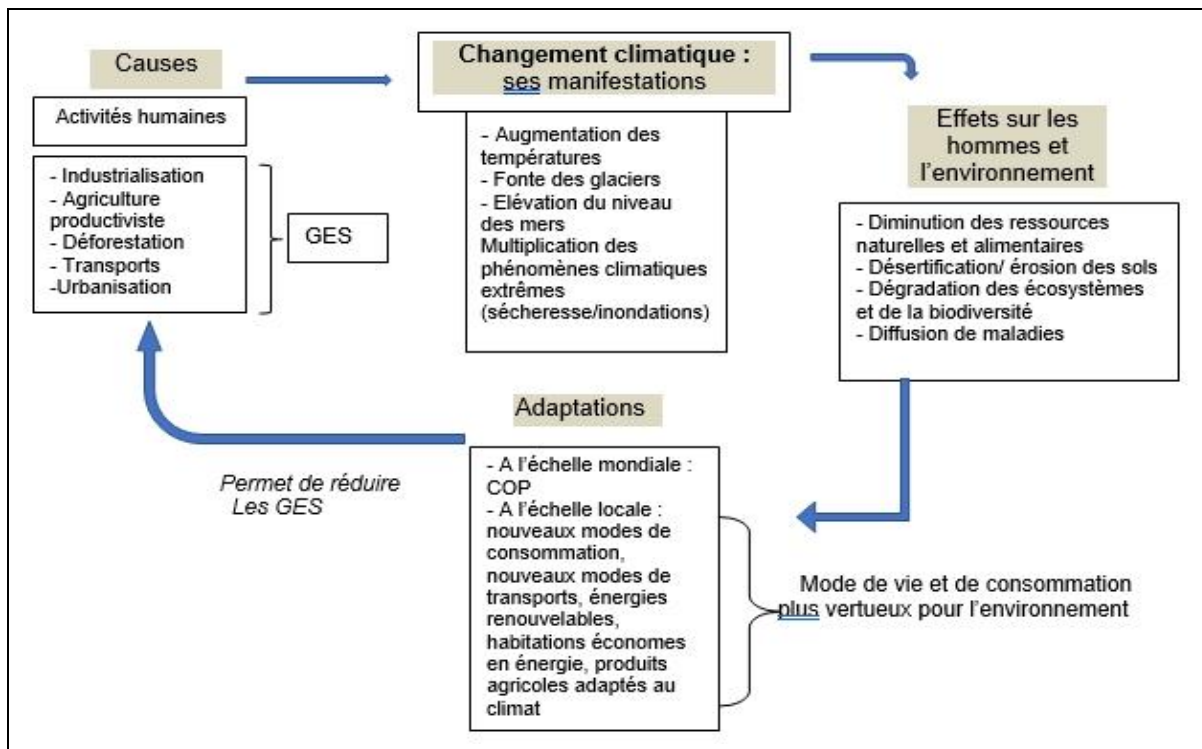 Causes
Activités humaines
- Industrialisation
- Agriculture
productiviste
- Déforestation
- Transports
-Urbanisation
GES
Changement climatique :
ses manifestations
- Augmentation des
températures
- Fonte des glaciers
- Elévation du niveau
des mers
Multiplication des
phénomènes climatiques
extrêmes
(sécheresse/inondations)
Effets sur les
hommes et
l'environnement
- Diminution des ressources
naturelles et alimentaires
- Désertification/ érosion des sols
- Dégradation des écosystèmes
et de la biodiversité
- Diffusion de maladies
Adaptations
- A l'échelle mondiale :
COP
- A l'échelle locale :
nouveaux modes de
consommation,
nouveaux modes de
transports, énergies
renouvelables,
habitations économes
en énergie, produits
agricoles adaptés au
climat
Mode de vie et de consommation
plus vertueux pour l'environnement
Permet de réduire
Les GES